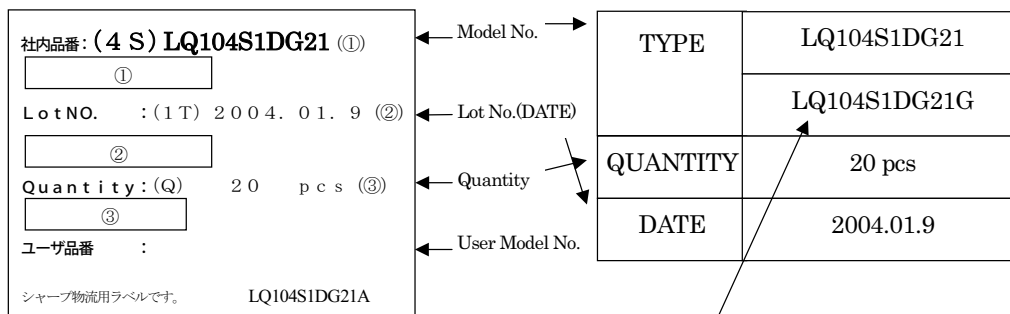 社内品番：(４Ｓ) LQ104S1DG21 (①)
①
LotNO. ：(１Ｔ) ２００４．０１．９ (②)
②
Quantity：(Q) ２０ ｐｃｓ (③)
③
ユーザ品番 ：
シャープ物流用ラベルです。 LQ104S1DG21A
Model No.
Lot No.(DATE)
Quantity
User Model No.
TYPE LQ104S1DG21
LQ104S1DG21G
QUANTITY 20 pcs
DATE 2004.01.9